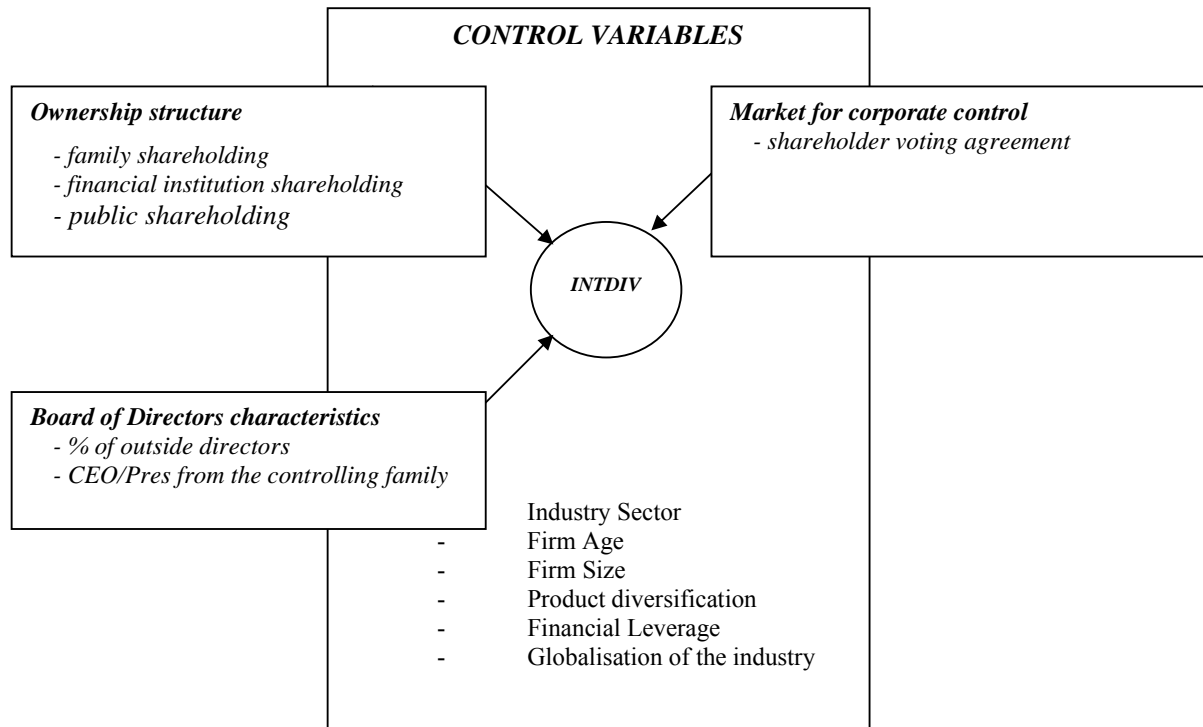 CONTROL VARIABLES
Ownership structure
- family shareholding
- financial institution shareholding
- public shareholding
Market for corporate control
- shareholder voting agreement
INTDIV
Board of Directors characteristics
- % of outside directors
- CEO/Pres from the controlling family
Industry Sector
- Firm Age
- Firm Size
- Product diversification
- Financial Leverage
- Globalisation of the industry